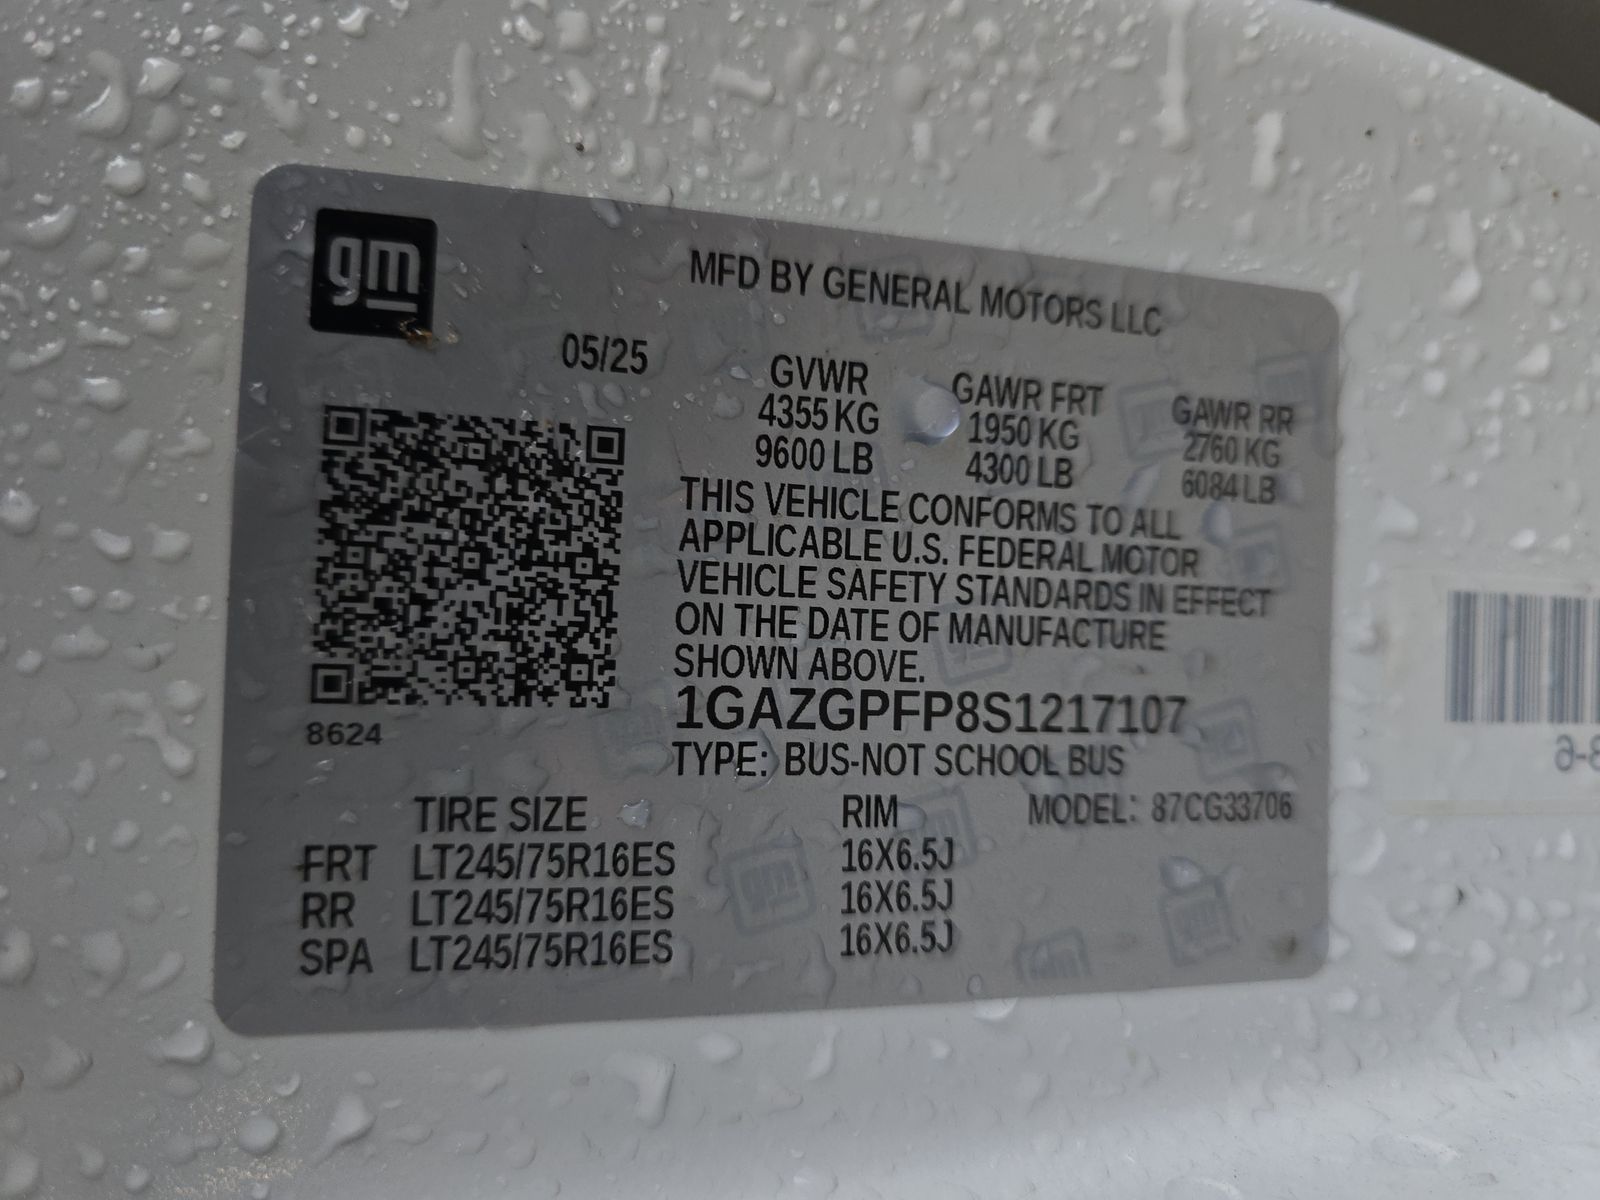 gm
MFD BY GENERAL MOTORS LLC
05/25
GVWR GAWR FRT GAWR RR
4355 KG 1950 KG 2760 KG
9600 LB 4300 LB 6084 LB
THIS VEHICLE CONFORMS TO ALL
APPLICABLE U.S. FEDERAL MOTOR
VEHICLE SAFETY STANDARDS IN EFFECT
ON THE DATE OF MANUFACTURE
SHOWN ABOVE.
1GAZGPFP8S1217107
8624
TYPE: BUS-NOT SCHOOL BUS
TIRE SIZE RIM MODEL: 87CG33706
FRT LT245/75R16ES 16X6.5J
RR LT245/75R16ES 16X6.5J
SPA LT245/75R16ES 16X6.5J